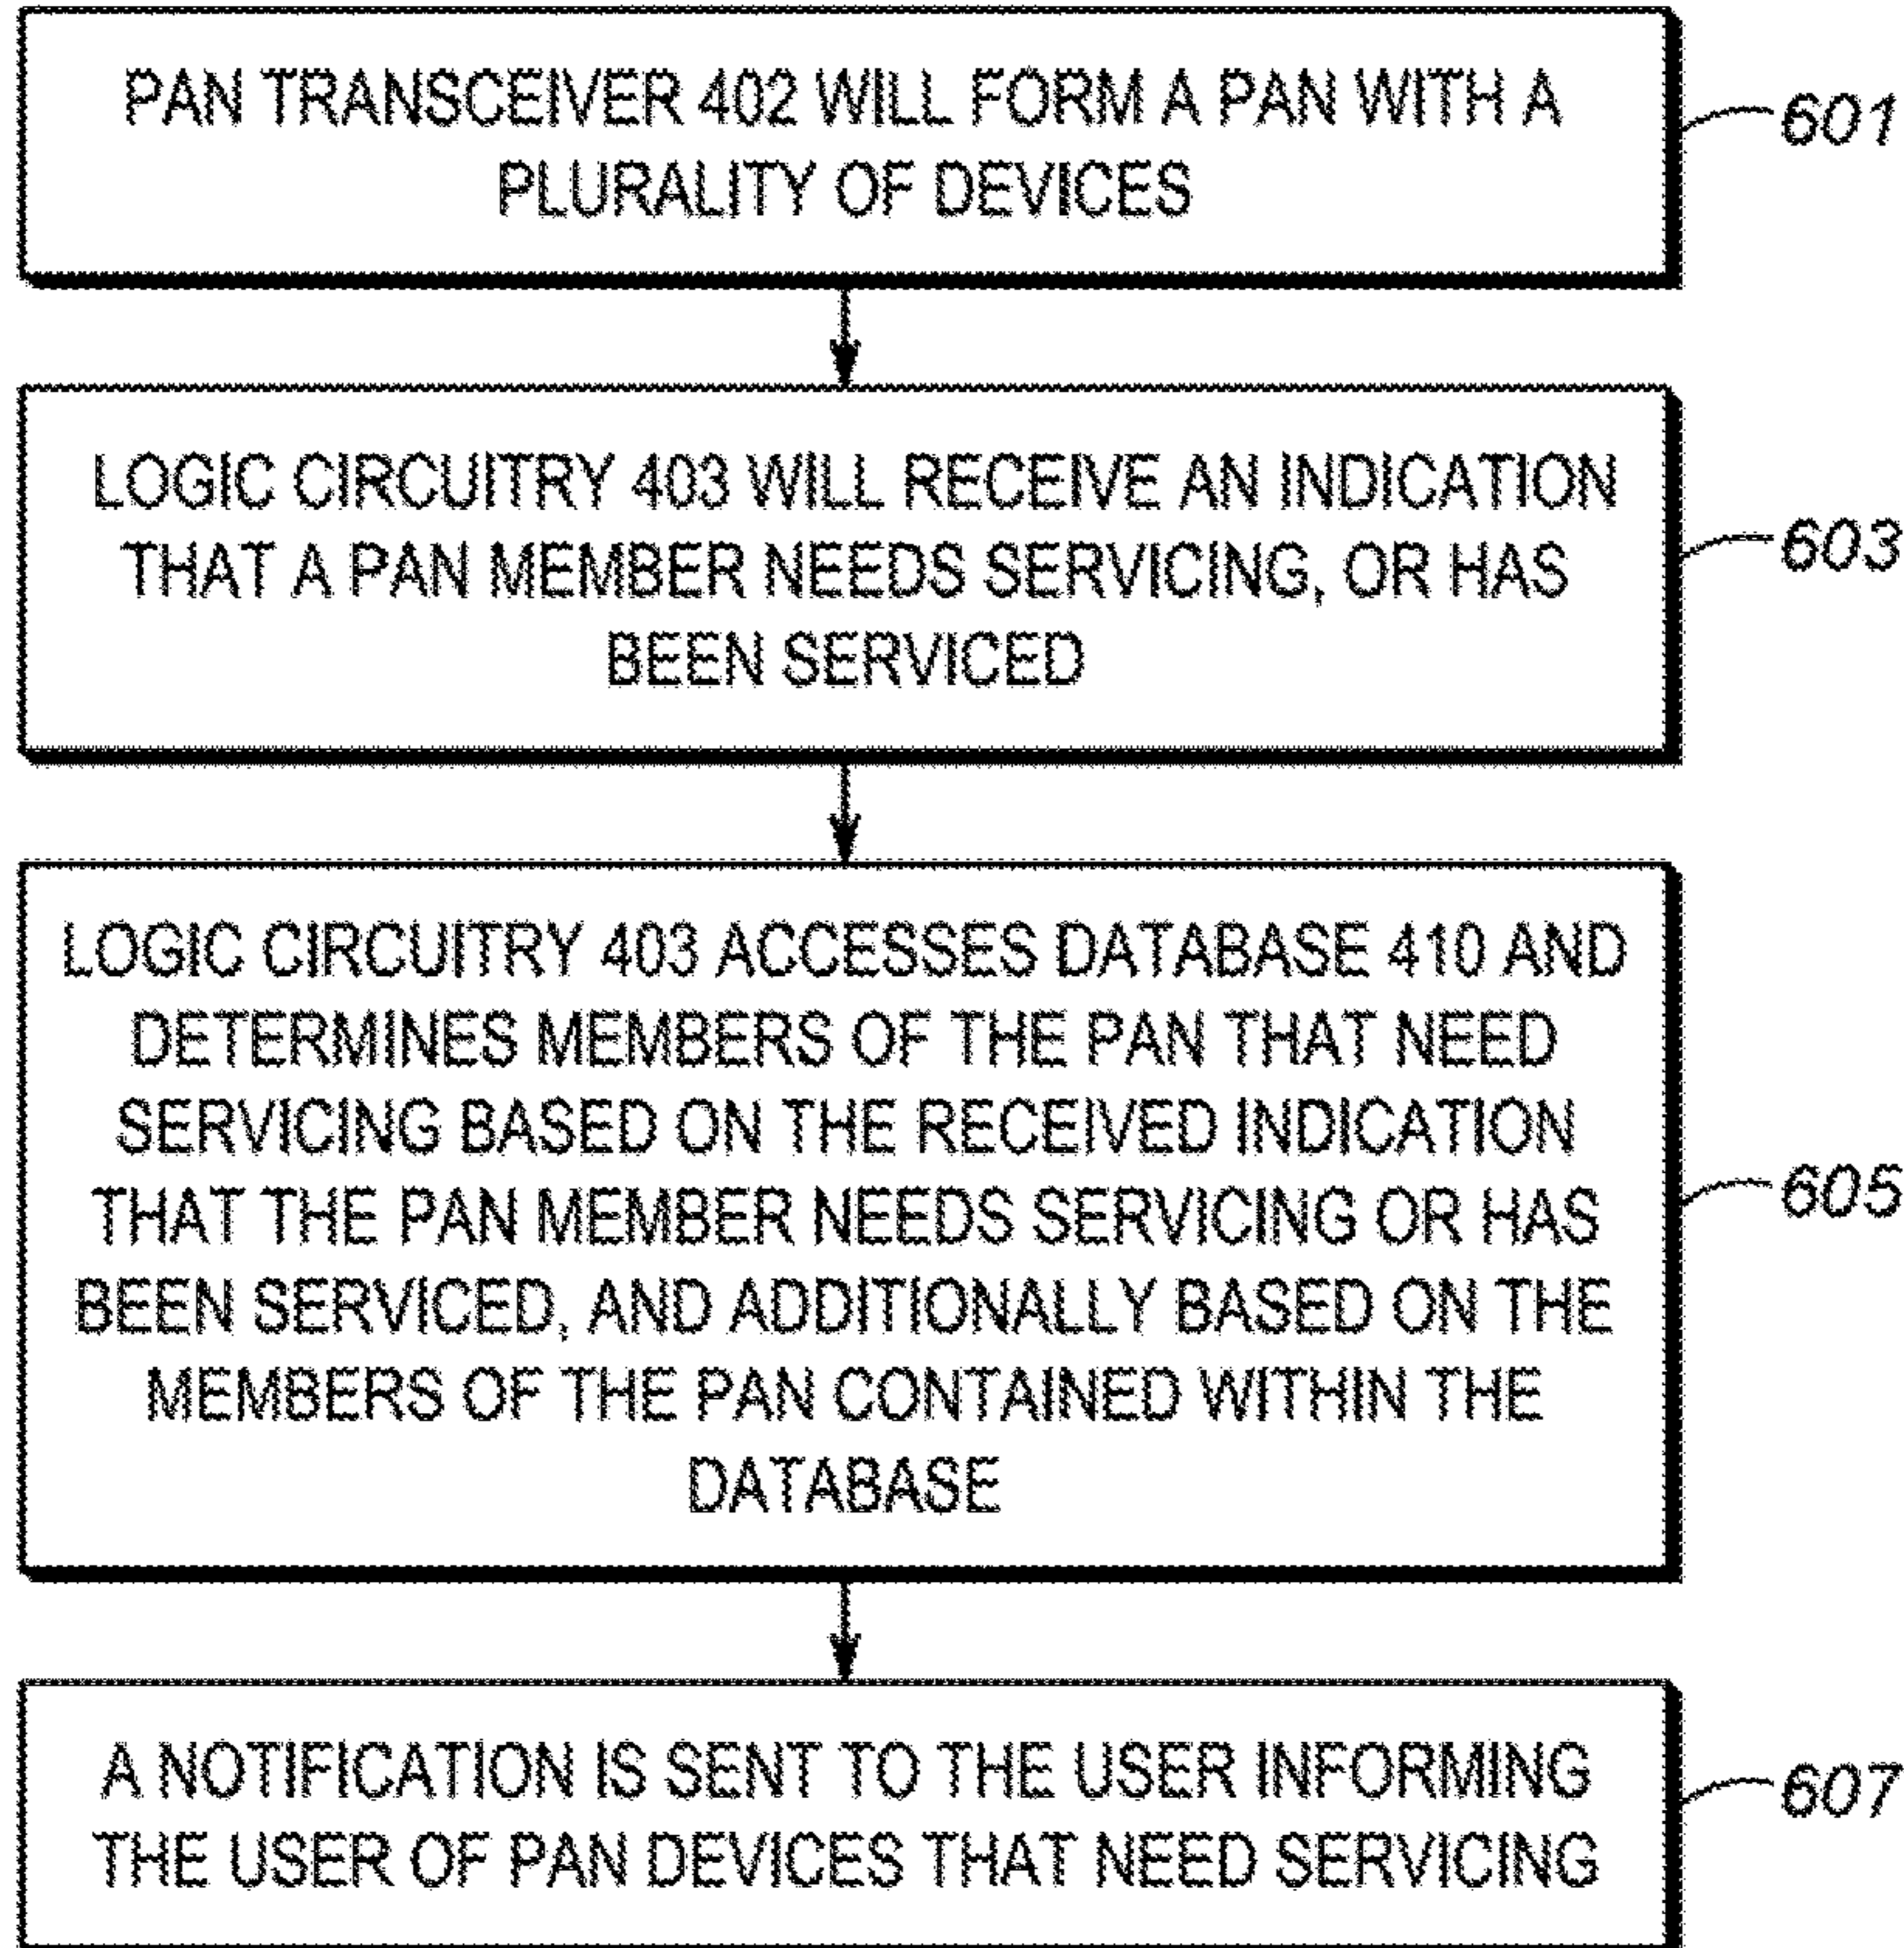 PAN TRANSCEIVER 402 WILL FORM A PAN WITH A
PLURALITY OF DEVICES
601
LOGIC CIRCUITRY 403 WILL RECEIVE AN INDICATION
THAT A PAN MEMBER NEEDS SERVICING, OR HAS
BEEN SERVICED
603
LOGIC CIRCUITRY 403 ACCESSES DATABASE 410 AND
DETERMINES MEMBERS OF THE PAN THAT NEED
SERVICING BASED ON THE RECEIVED INDICATION
THAT THE PAN MEMBER NEEDS SERVICING OR HAS
BEEN SERVICED, AND ADDITIONALLY BASED ON THE
MEMBERS OF THE PAN CONTAINED WITHIN THE
DATABASE
605
A NOTIFICATION IS SENT TO THE USER INFORMING
THE USER OF PAN DEVICES THAT NEED SERVICING
607